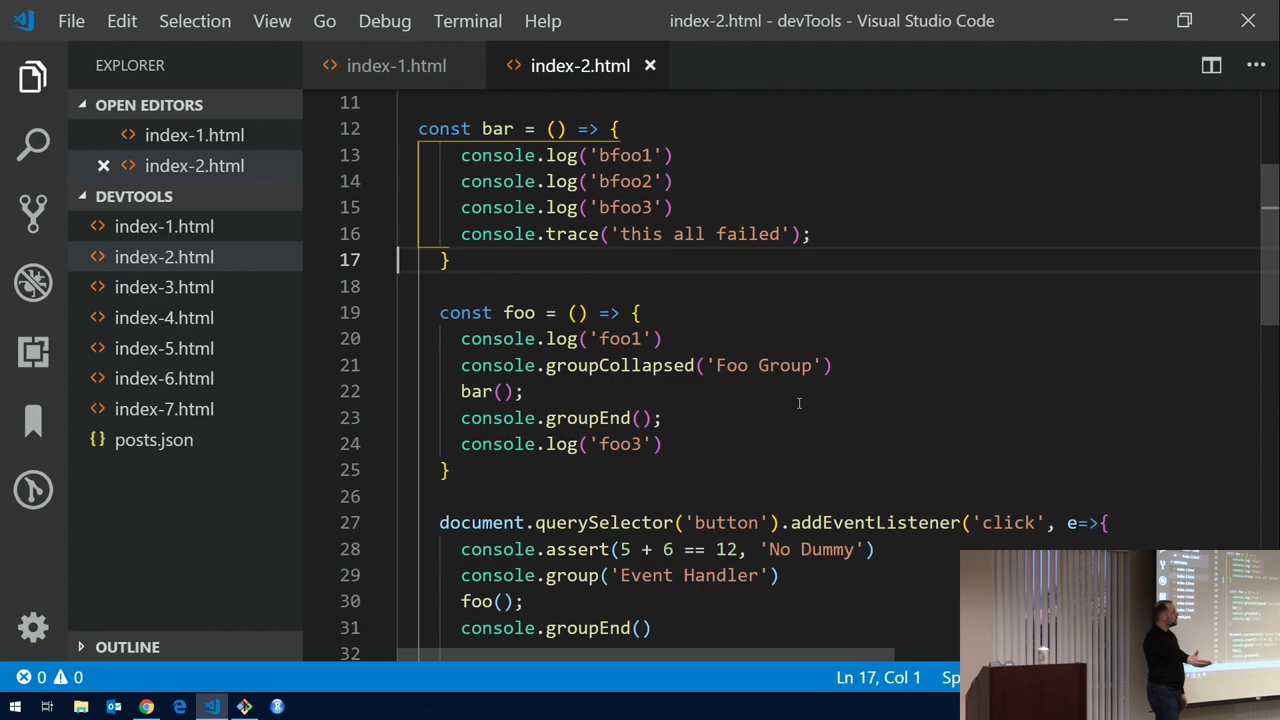 File Edit Selection View Go Debug Terminal Help index-2.html - devTools - Visual Studio Code
EXPLORER
OPEN EDITORS
index-1.html
index-2.html
DEVTOOLS
index-1.html
index-2.html
index-3.html
index-4.html
index-5.html
index-6.html
index-7.html
posts.json
OUTLINE
index-1.html index-2.html
11
12 const bar = () => {
13 console.log('bfoo1')
14 console.log('bfoo2')
15 console.log('bfoo3')
16 console.trace('this all failed');
17 }
18
19 const foo = () => {
20 console.log('foo1')
21 console.groupCollapsed('Foo Group')
22 bar();
23 console.groupEnd();
24 console.log('foo3')
25 }
26
27 document.querySelector('button').addEventListener('click', e=>{
28 console.assert(5 + 6 == 12, 'No Dummy')
29 console.group('Event Handler')
30 foo();
31 console.groupEnd()
32
0 0 Ln 17, Col 1 Sp